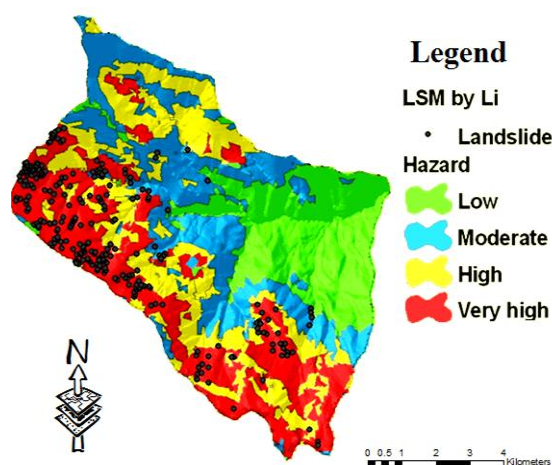 Legend
LSM by Li
Landslide
Hazard
Low
Moderate
High
Very high
N
0 0.5 1 2 3 4
Kilometers